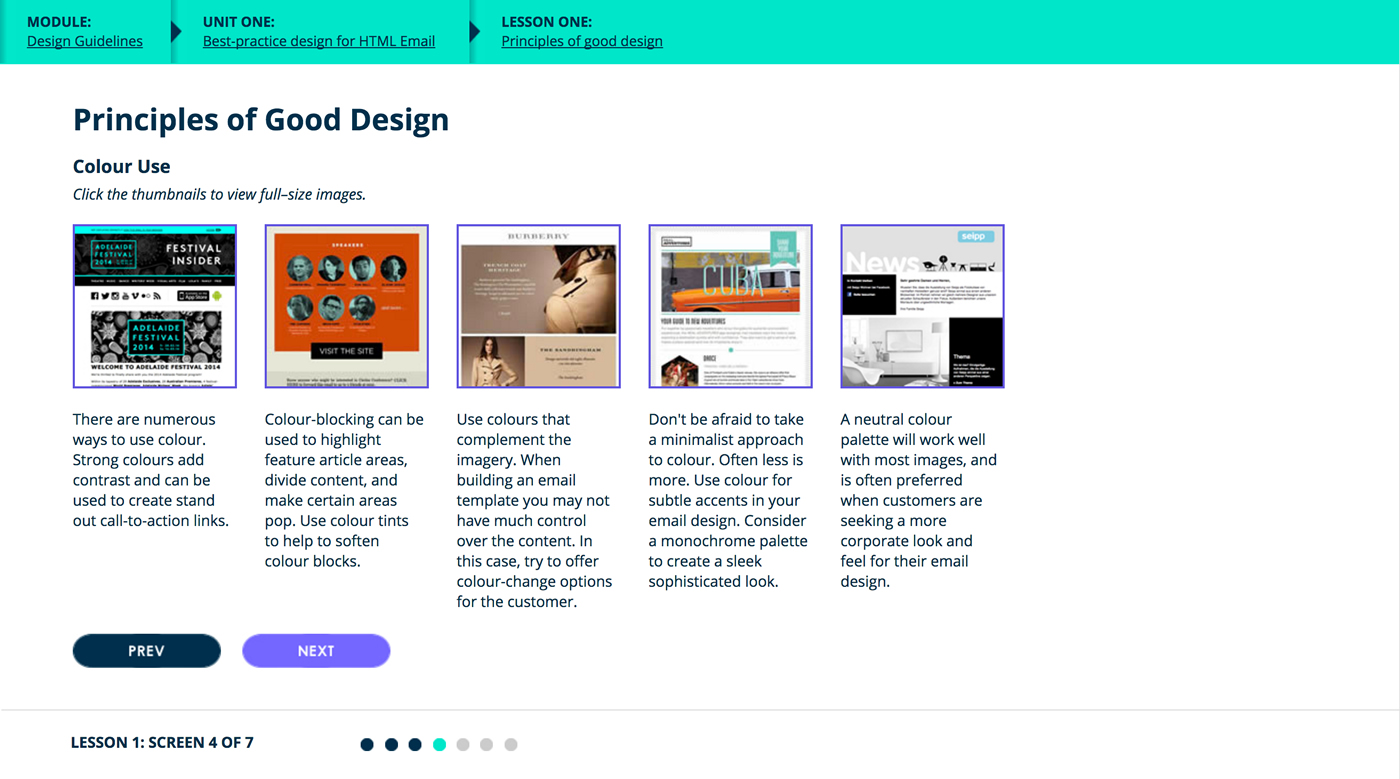 MODULE:
Design Guidelines
UNIT ONE:
Best-practice design for HTML Email
LESSON ONE:
Principles of good design
Principles of Good Design
Colour Use
Click the thumbnails to view full–size images.
ADELAIDE
FESTIVAL
2014
FESTIVAL
INSIDER
App Store
ADELAIDE
FESTIVAL
2014
WELCOME TO ADELAIDE FESTIVAL 2014
SPEAKERS
VISIT THE SITE
BURBERRY
TRENCH COAT
HERITAGE
THE SANDRINGHAM
CUBA
YOUR GUIDE TO NEW ADVENTURES
DANCE
seipp
News
Thema
There are numerous
ways to use colour.
Strong colours add
contrast and can be
used to create stand
out call-to-action links.
Colour-blocking can be
used to highlight
feature article areas,
divide content, and
make certain areas
pop. Use colour tints
to help to soften
colour blocks.
Use colours that
complement the
imagery. When
building an email
template you may not
have much control
over the content. In
this case, try to offer
colour-change options
for the customer.
Don't be afraid to take
a minimalist approach
to colour. Often less is
more. Use colour for
subtle accents in your
email design. Consider
a monochrome palette
to create a sleek
sophisticated look.
A neutral colour
palette will work well
with most images, and
is often preferred
when customers are
seeking a more
corporate look and
feel for their email
design.
PREV
NEXT
LESSON 1: SCREEN 4 OF 7